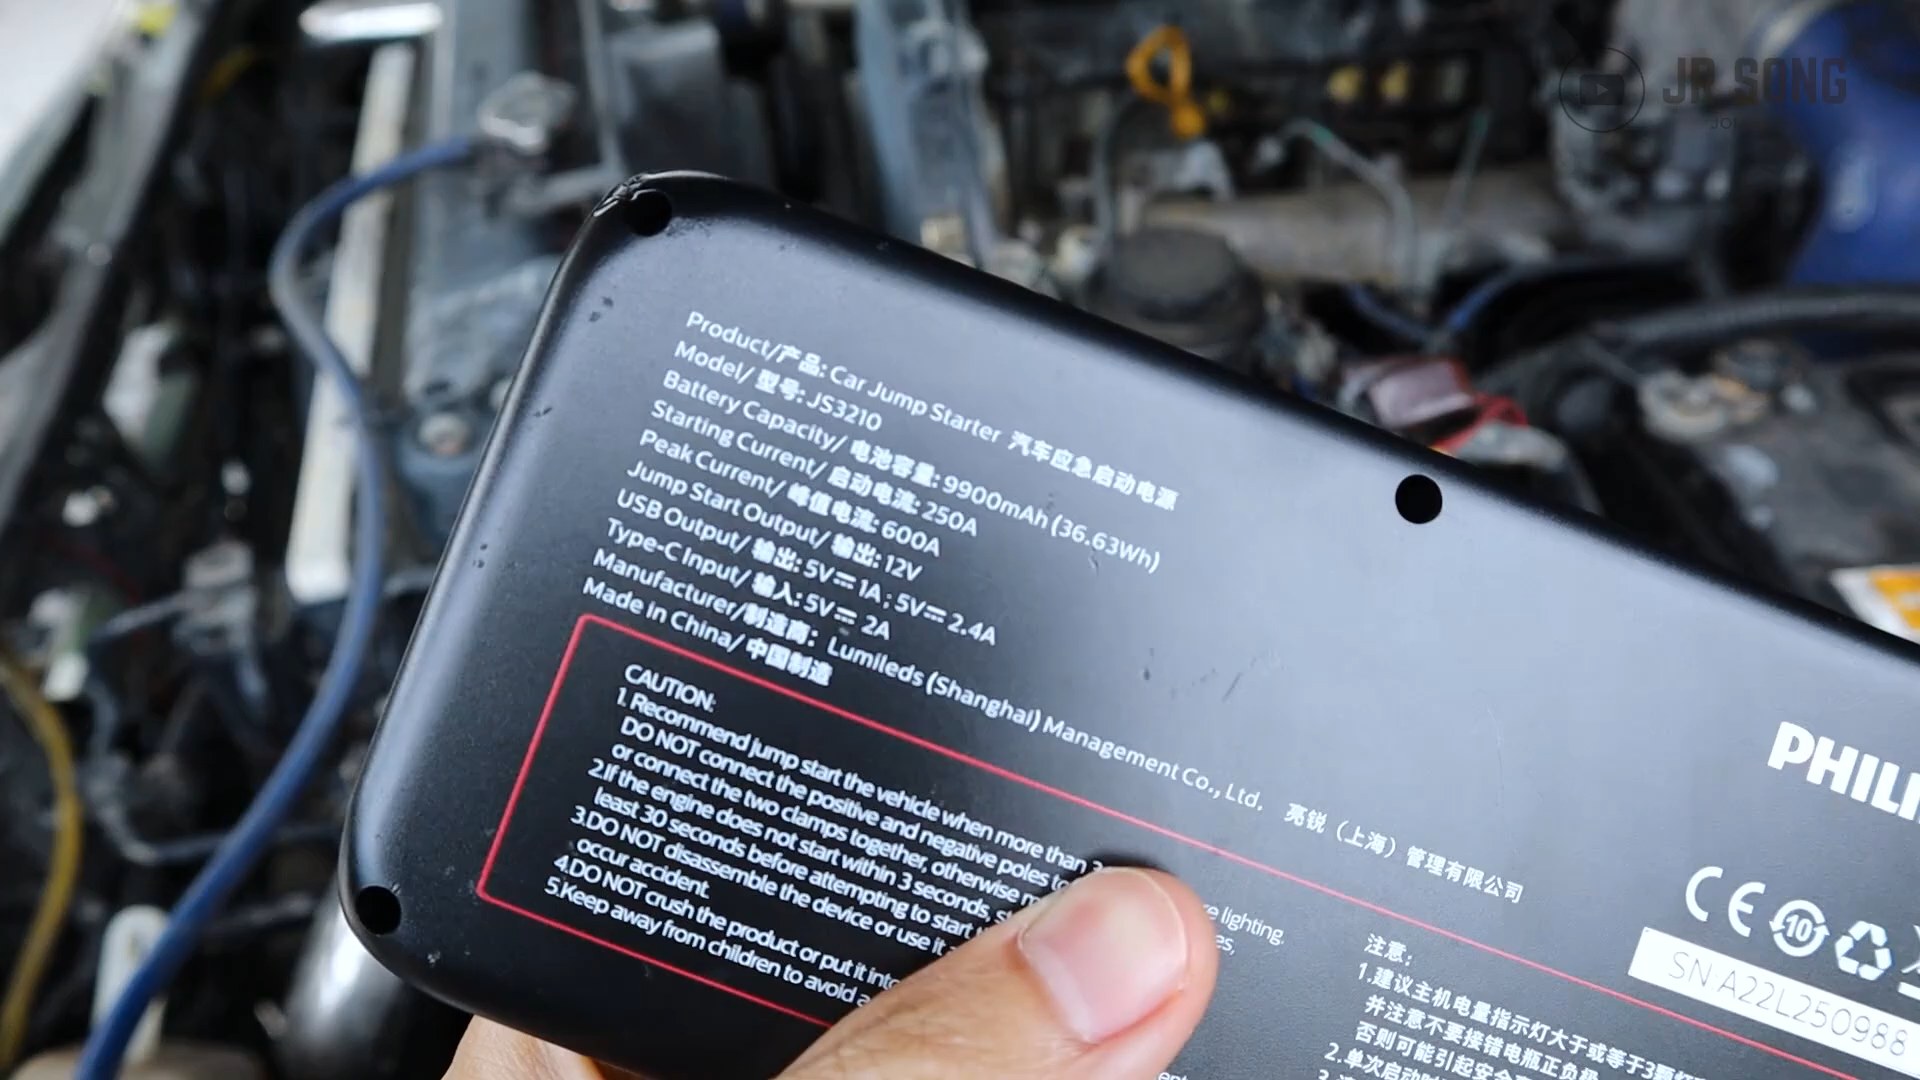 JR SONG
Product/产品: Car Jump Starter 汽车应急启动电源
Model/ 型号: JS3210
Battery Capacity/ 电池容量: 9900mAh (36.63Wh)
Starting Current/ 启动电流: 250A
Peak Current/ 峰值电流: 600A
Jump Start Output/ 输出: 12V
USB Output/ 输出: 5V⎓1A ; 5V⎓ 2.4A
Type-C Input/ 输入: 5V⎓ 2A
Manufacturer/制造商: Lumileds (Shanghai) Management Co., Ltd. 亮锐（上海）管理有限公司
Made in China/ 中国制造
CAUTION:
1. Recommend jump start the vehicle when more than 3 lighting.
DO NOT connect the positive and negative poles to
or connect the two clamps together, otherwise
2.If the engine does not start within 3 seconds,
least 30 seconds before attempting to start
3.DO NOT disassemble the device or use it
occur accident.
4.DO NOT crush the product or put it into
5.Keep away from children to avoid
PHILI
CE 10
SN A22L250988
注意:
1.建议主机电量指示灯大于或等于3颗
并注意不要接错电瓶正负极
否则可能引起安全
2.单次启动时